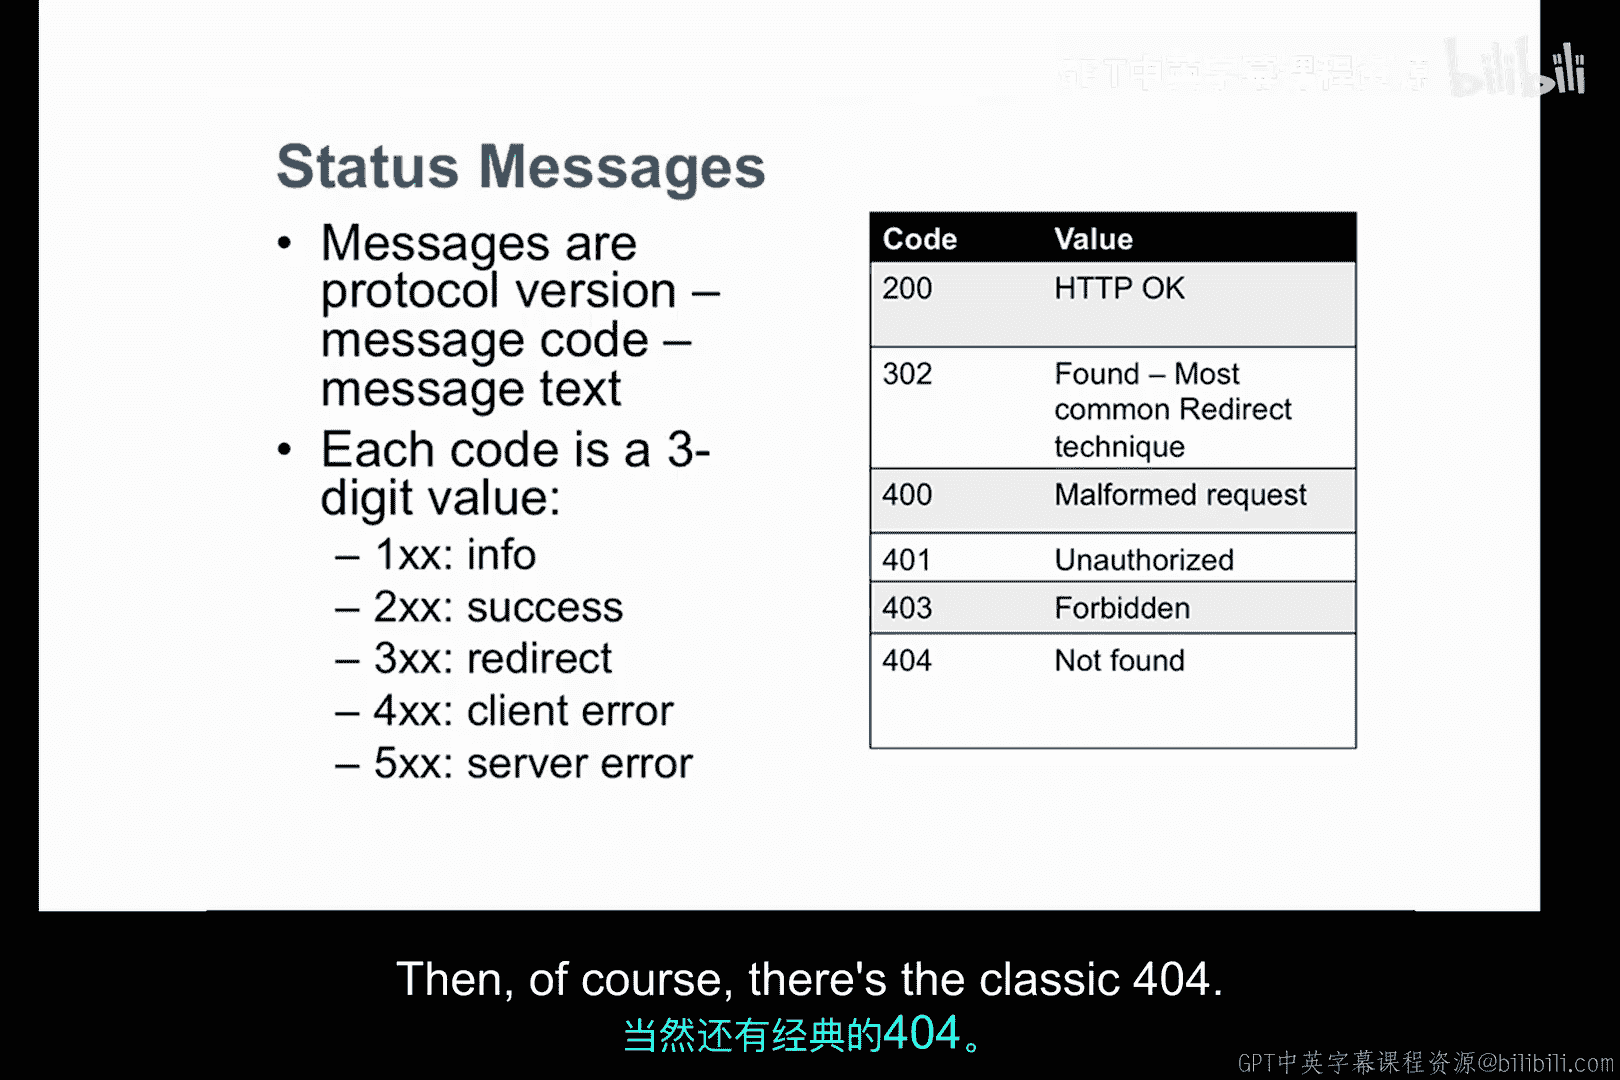 bilibili
Status Messages
• Messages are
protocol version –
message code –
message text
• Each code is a 3-
digit value:
– 1xx: info
– 2xx: success
– 3xx: redirect
– 4xx: client error
– 5xx: server error
Code Value
200 HTTP OK
302 Found – Most
common Redirect
technique
400 Malformed request
401 Unauthorized
403 Forbidden
404 Not found
Then, of course, there's the classic 404.
当然还有经典的404。
GPT中英字幕课程资源@bilibili.com